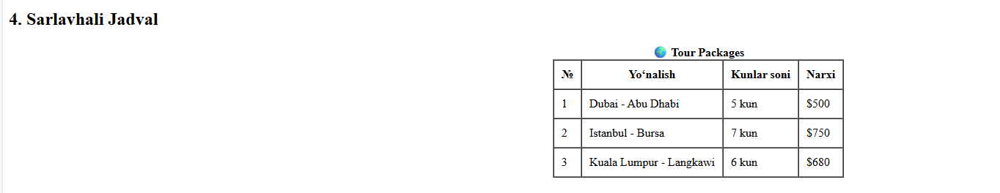 4. Sarlavhali Jadval
🌍 Tour Packages
№ Yo‘nalish Kunlar soni Narxi
1 Dubai - Abu Dhabi 5 kun $500
2 Istanbul - Bursa 7 kun $750
3 Kuala Lumpur - Langkawi 6 kun $680